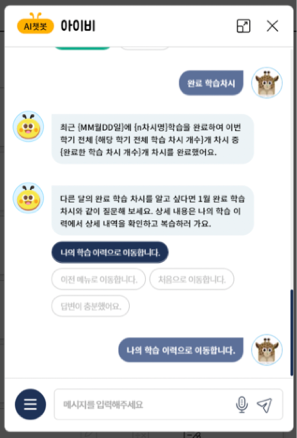 AI챗봇 아이비
완료 학습차시
최근 {MM월DD일}에 {n차시명}학습을 완료하여 이번
학기 전체 {해당 학기 전체 학습 차시 개수}개 차시 중
{완료한 학습 차시 개수}개 차시를 완료했어요.
다른 달의 완료 학습 차시를 알고 싶다면 1월 완료 학습
차시와 같이 질문해 보세요. 상세 내용은 나의 학습 이
력에서 상세 내역을 확인하고 복습하러 가요.
나의 학습 이력으로 이동합니다.
이전 메뉴로 이동합니다. 처음으로 이동합니다.
답변이 충분했어요.
나의 학습 이력으로 이동합니다.
메시지를 입력해주세요